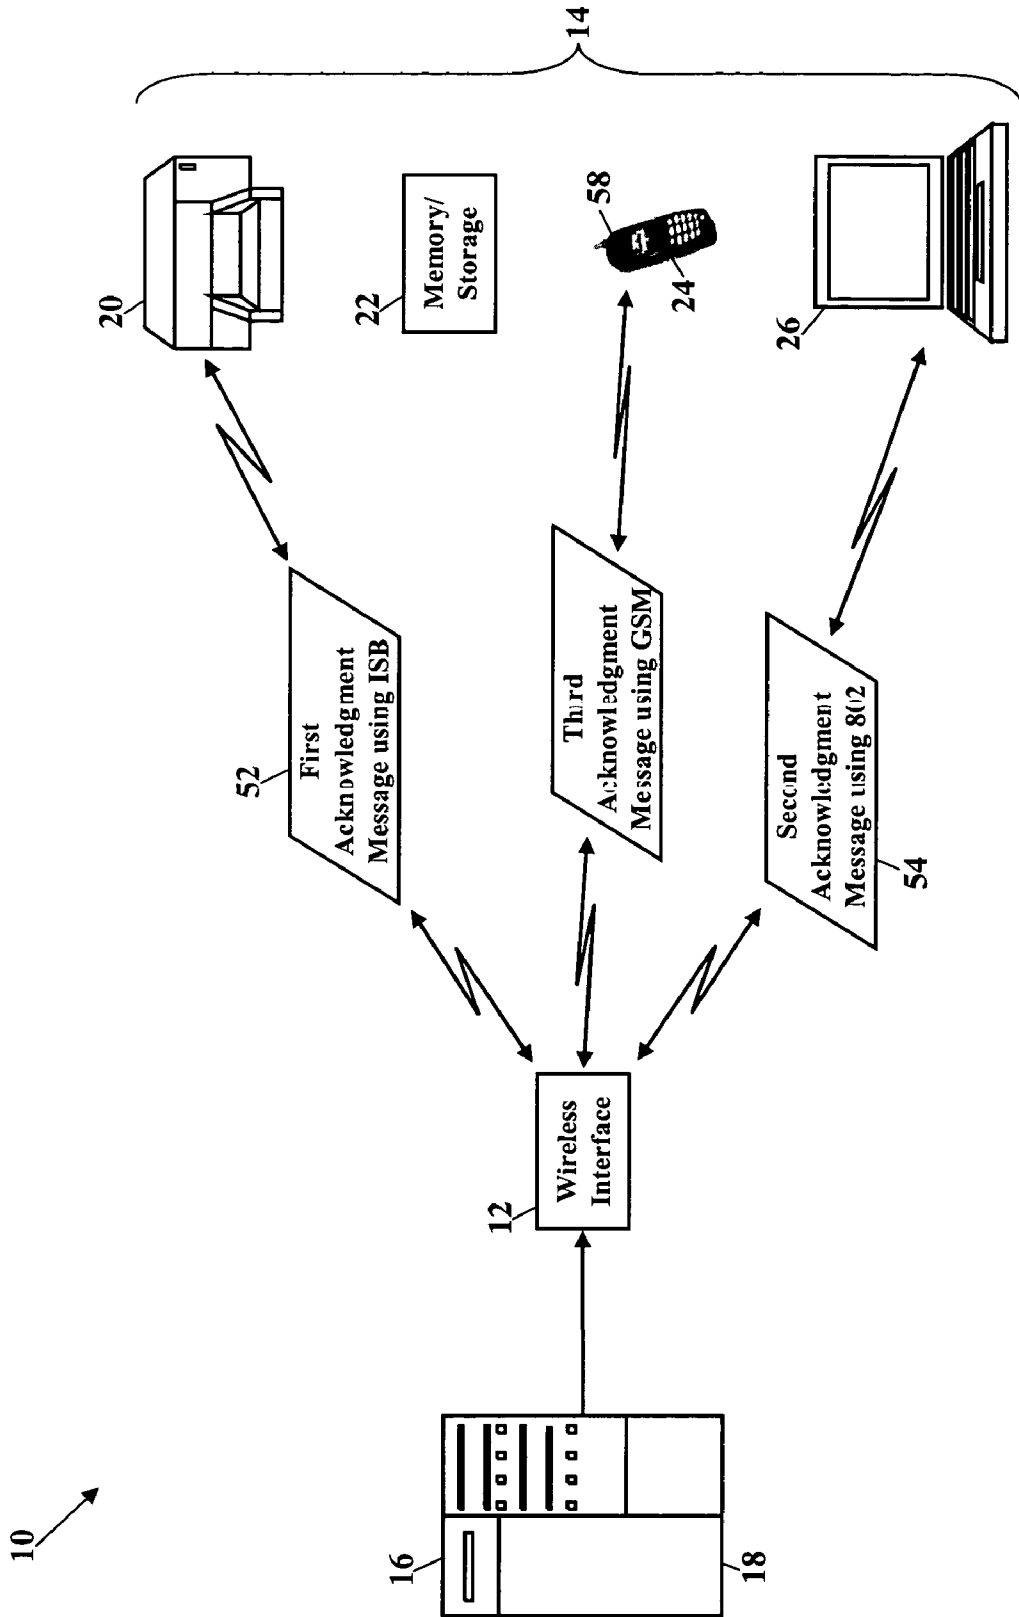 10
16
18
12
Wireless
Interface
52
First
Acknowledgment
Message using ISB
Third
Acknowledgment
Message using GSM
Second
Acknowledgment
Message using 802
54
20
22
Memory/
Storage
58
24
26
14